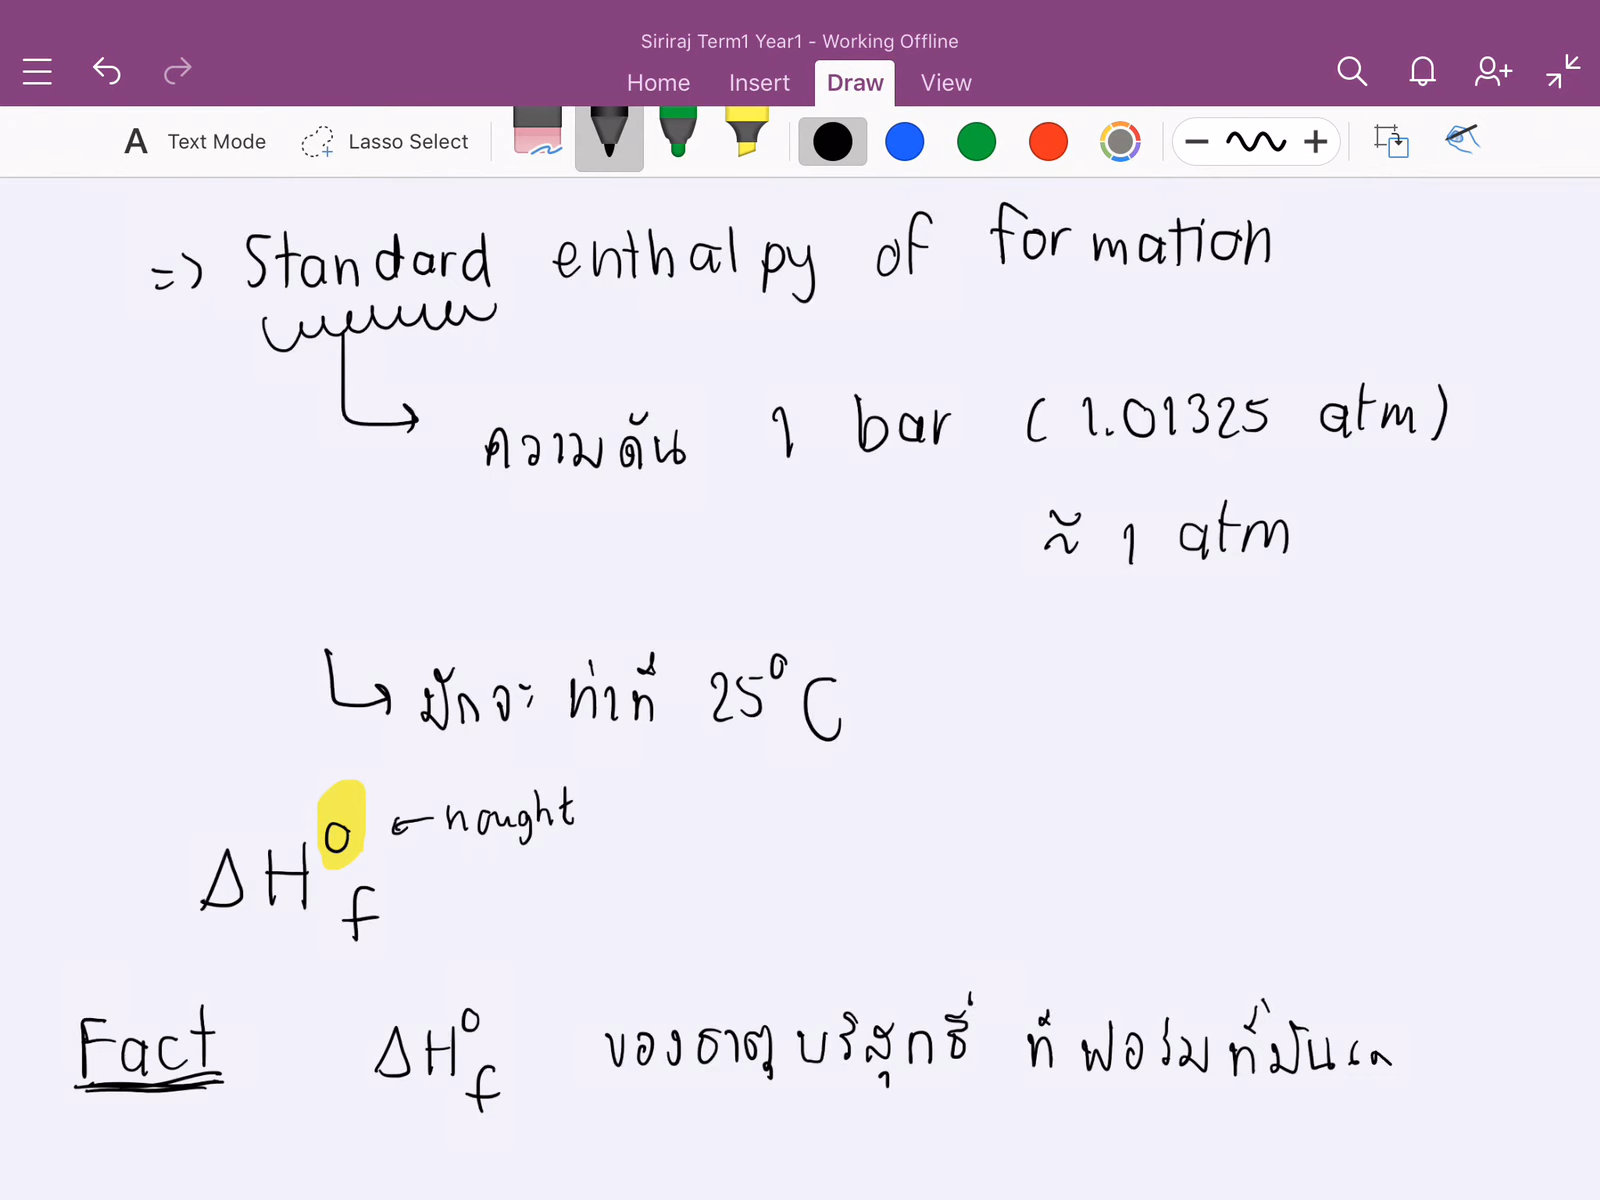 Siriraj Term1 Year1 - Working Offline
Home Insert Draw View
A Text Mode Lasso Select
=> Standard enthalpy of formation
ความดัน 1 bar (1.01325 atm)
≈ 1 atm
มักจะ ทำที่ 25°C
ΔH°f ← nought
Fact ΔH°f ของธาตุบริสุทธิ์ ที่ ฟอร์มที่มัน